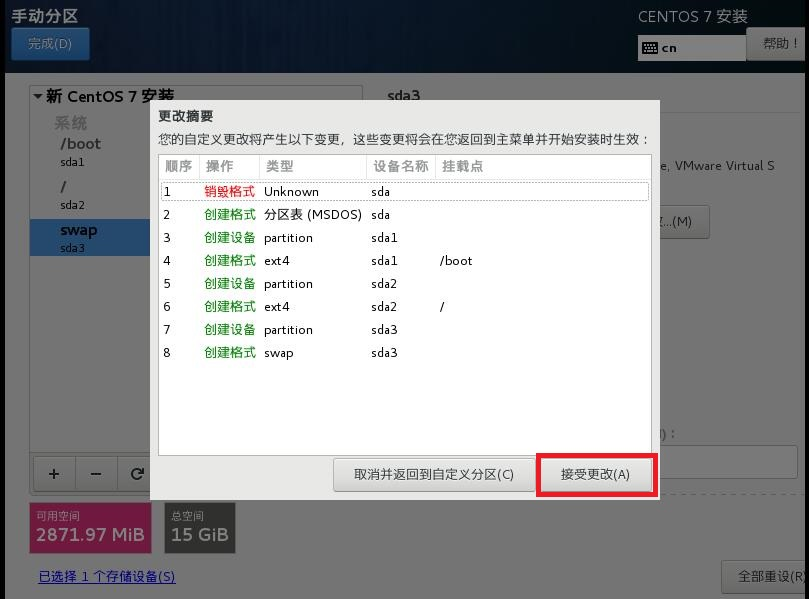 手动分区
CENTOS 7 安装
完成(D)
cn
帮助！
新 CentOS 7 安装
sda3
系统
/boot
sda1
/
sda2
swap
sda3
e, VMware Virtual S
...(M)
更改摘要
您的自定义更改将产生以下变更，这些变更将会在您返回到主菜单并开始安装时生效：
顺序 操作 类型 设备名称 挂载点
1 销毁格式 Unknown sda
2 创建格式 分区表 (MSDOS) sda
3 创建设备 partition sda1
4 创建格式 ext4 sda1 /boot
5 创建设备 partition sda2
6 创建格式 ext4 sda2 /
7 创建设备 partition sda3
8 创建格式 swap sda3
取消并返回到自定义分区(C)
接受更改(A)
可用空间
2871.97 MiB
总空间
15 GiB
已选择 1 个存储设备(S)
全部重设(R